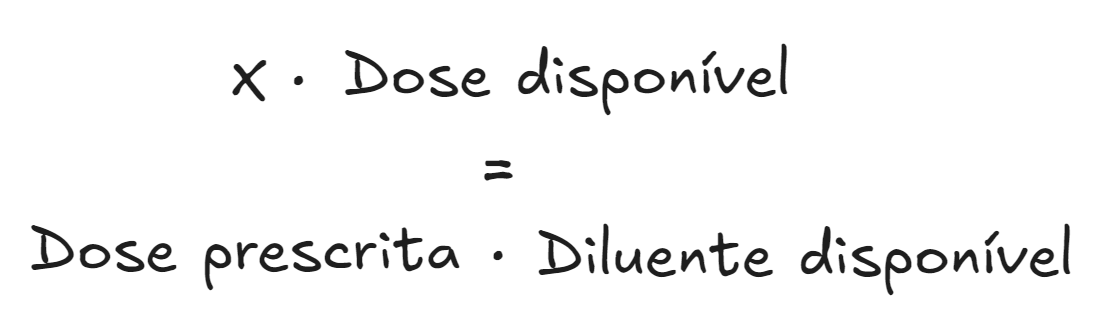 x · Dose disponível
=
Dose prescrita · Diluente disponível